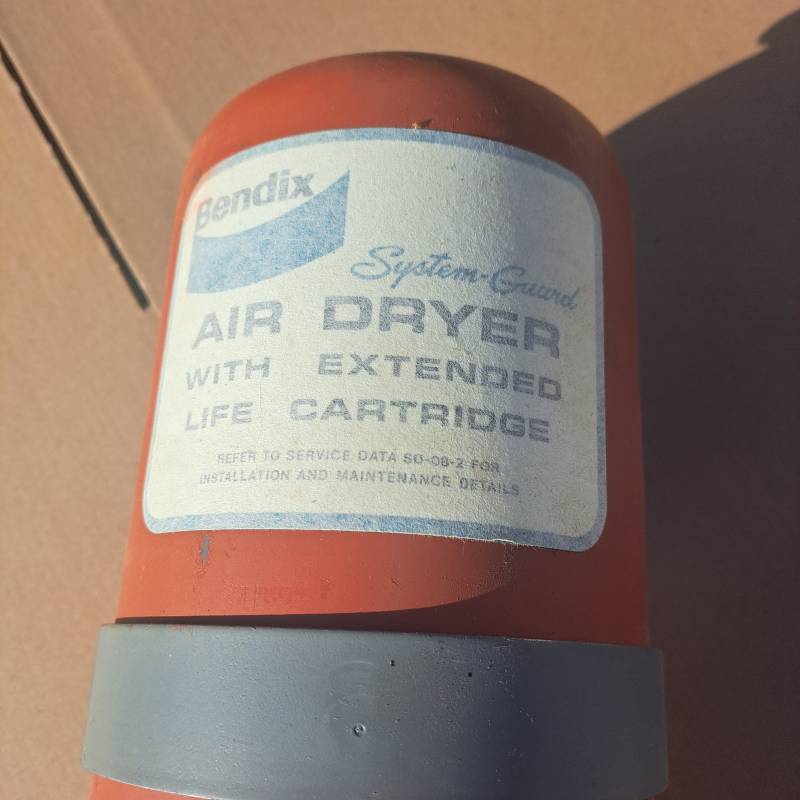 Bendix
System-Guard
AIR DRYER
WITH EXTENDED
LIFE CARTRIDGE
REFER TO SERVICE DATA SD-08-2 FOR
INSTALLATION AND MAINTENANCE DETAILS